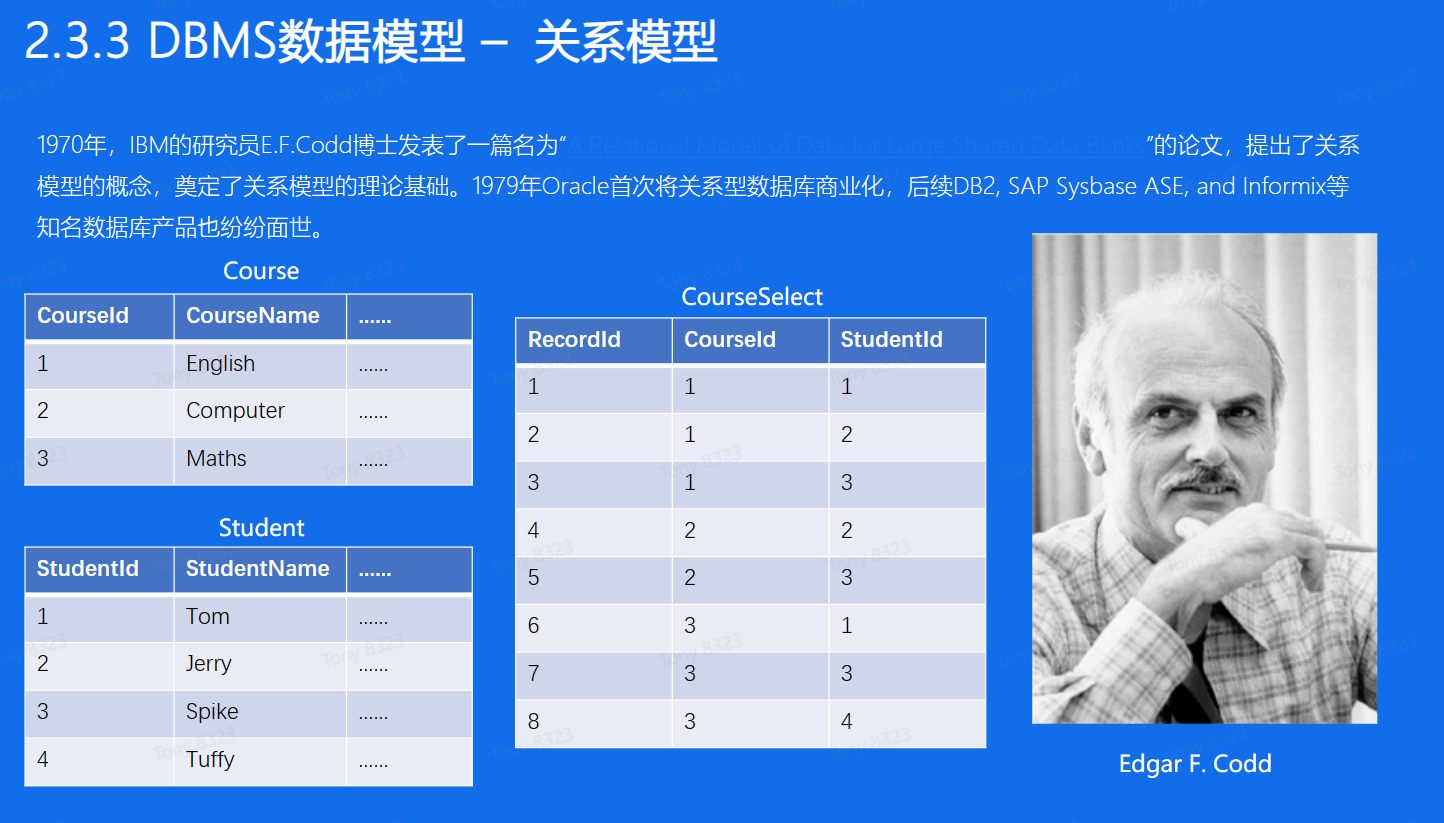 2.3.3 DBMS数据模型 – 关系模型
1970年，IBM的研究员E.F.Codd博士发表了一篇名为“A Relational Model of Data for Large Shared Data Banks”的论文，提出了关系
模型的概念，奠定了关系模型的理论基础。1979年Oracle首次将关系型数据库商业化，后续DB2, SAP Sysbase ASE, and Informix等
知名数据库产品也纷纷面世。
Course
CourseId CourseName ……
1 English ……
2 Computer ……
3 Maths ……
Student
StudentId StudentName ……
1 Tom ……
2 Jerry ……
3 Spike ……
4 Tuffy ……
CourseSelect
RecordId CourseId StudentId
1 1 1
2 1 2
3 1 3
4 2 2
5 2 3
6 3 1
7 3 3
8 3 4
Edgar F. Codd
Tony 8323